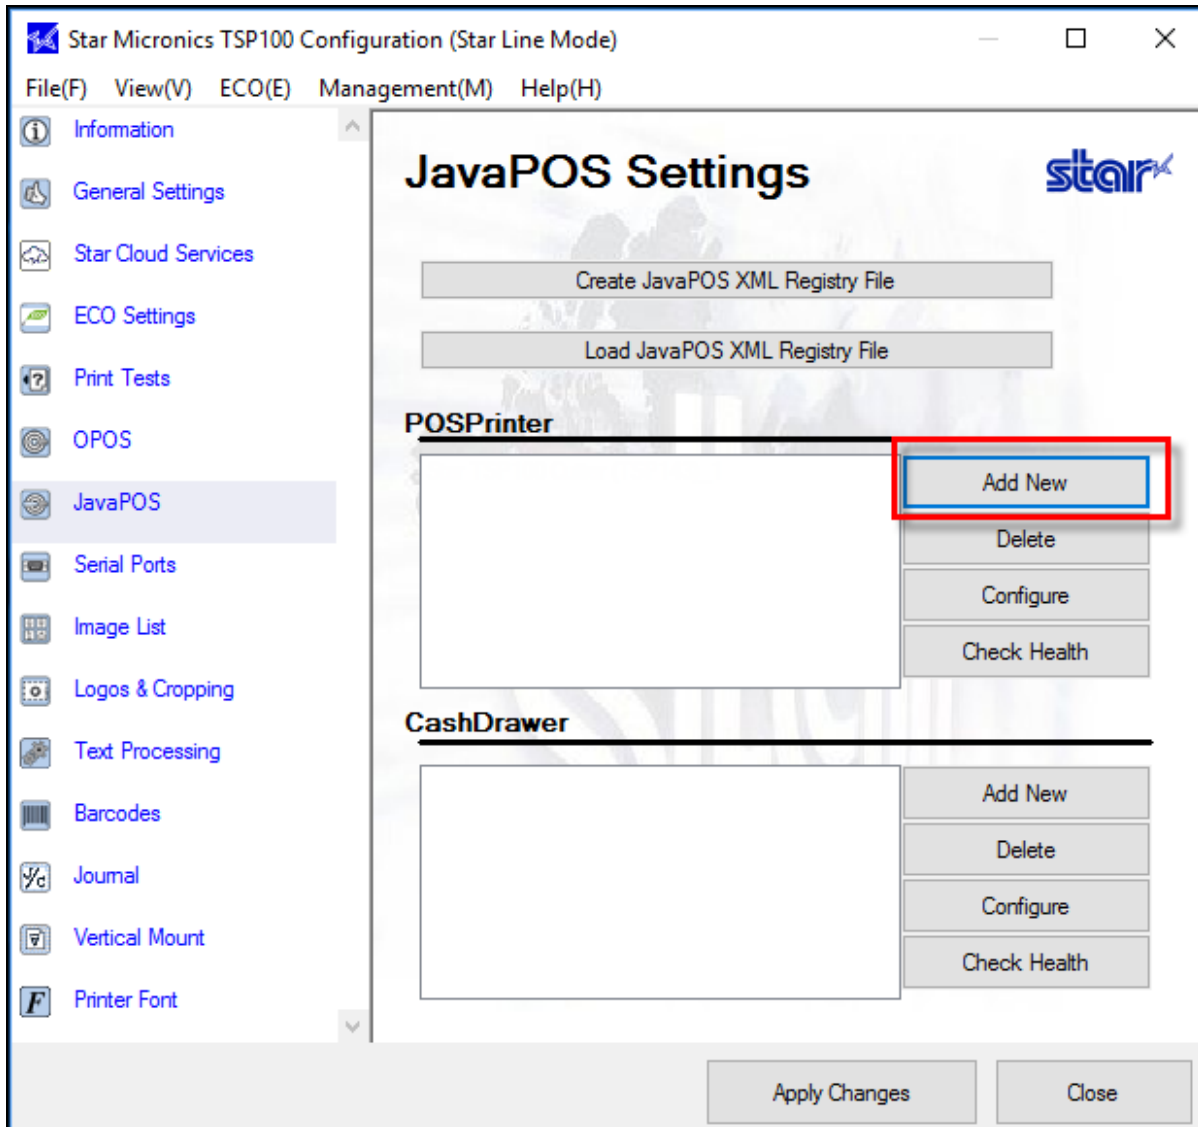 Star Micronics TSP100 Configuration (Star Line Mode)
File(F) View(V) ECO(E) Management(M) Help(H)
Information
General Settings
Star Cloud Services
ECO Settings
Print Tests
OPOS
JavaPOS
Serial Ports
Image List
Logos & Cropping
Text Processing
Barcodes
Journal
Vertical Mount
Printer Font
JavaPOS Settings
star
Create JavaPOS XML Registry File
Load JavaPOS XML Registry File
POSPrinter
Add New
Delete
Configure
Check Health
CashDrawer
Add New
Delete
Configure
Check Health
Apply Changes
Close